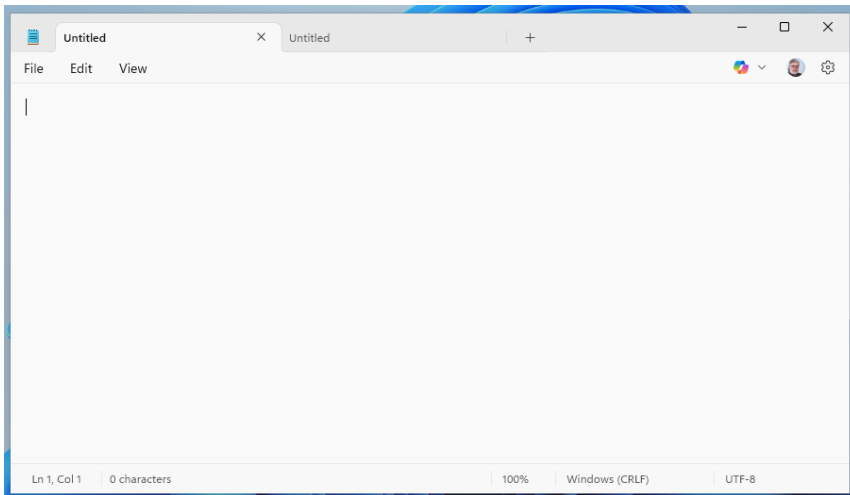 Untitled Untitled
File Edit View
Ln 1, Col 1 0 characters 100% Windows (CRLF) UTF-8